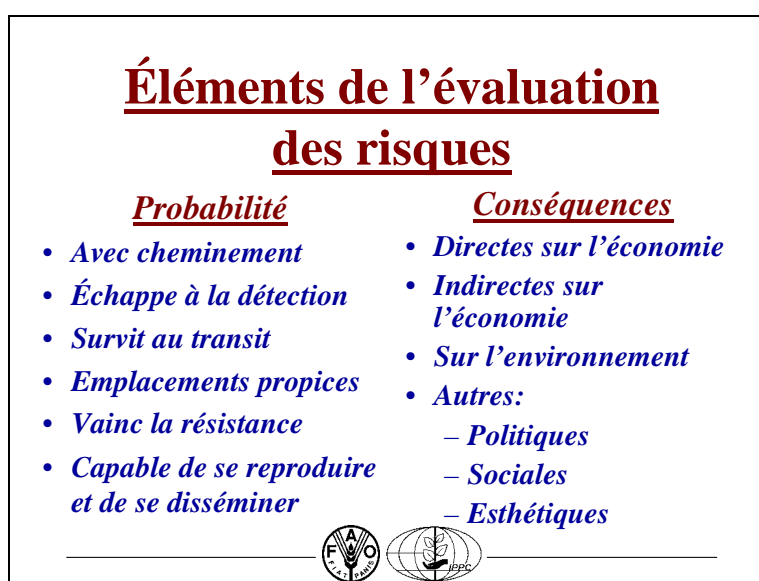 Éléments de l’évaluation
des risques
Probabilité
• Avec cheminement
• Échappe à la détection
• Survit au transit
• Emplacements propices
• Vainc la résistance
• Capable de se reproduire
et de se disséminer
Conséquences
• Directes sur l’économie
• Indirectes sur
l’économie
• Sur l’environnement
• Autres:
– Politiques
– Sociales
– Esthétiques
F A O
FIAT PANIS
IPPC